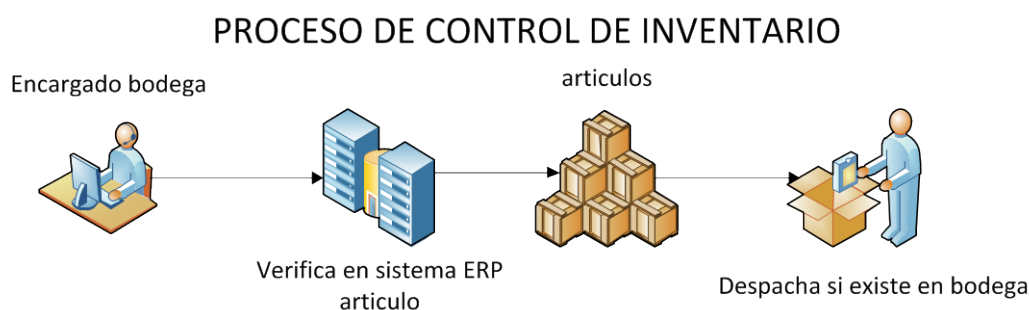 PROCESO DE CONTROL DE INVENTARIO
Encargado bodega
articulos
Verifica en sistema ERP
articulo
Despacha si existe en bodega